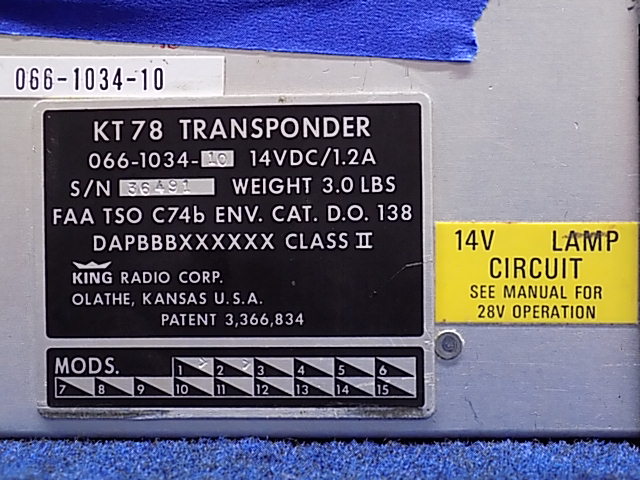 066-1034-10
KT 78 TRANSPONDER
066-1034-10 14VDC/1.2A
S/N 36491 WEIGHT 3.0 LBS
FAA TSO C74b ENV. CAT. D.O. 138
DAPBBBXXXXXX CLASS II
KING RADIO CORP.
OLATHE, KANSAS U.S.A.
PATENT 3,366,834
14V LAMP
CIRCUIT
SEE MANUAL FOR
28V OPERATION
MODS. 1 2 3 4 5 6
7 8 9 10 11 12 13 14 15